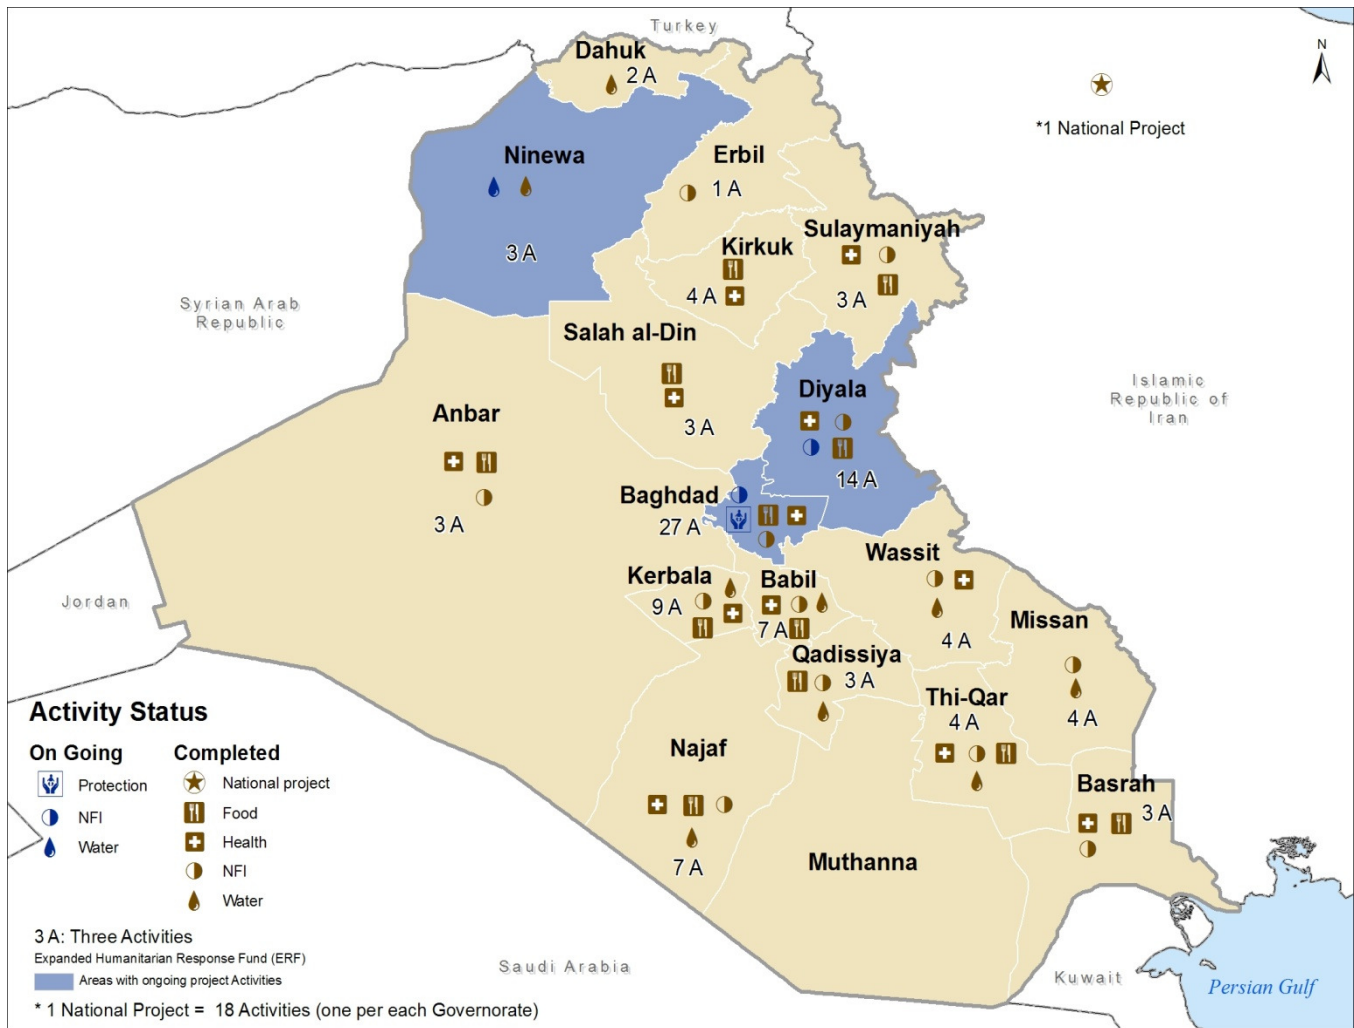 Turkey
N
Dahuk
2 A
*1 National Project
Ninewa
3 A
Erbil
1 A
Sulaymaniyah
3 A
Kirkuk
4 A
Syrian Arab
Republic
Salah al-Din
3 A
Diyala
14 A
Islamic
Republic of
Iran
Anbar
3 A
Baghdad
27 A
Wassit
4 A
Jordan
Kerbala
9 A
Babil
7 A
Missan
4 A
Qadissiya
3 A
Thi-Qar
4 A
Najaf
7 A
Basrah
3 A
Muthanna
Saudi Arabia
Kuwait
Persian Gulf
Activity Status
On Going
Protection
NFI
Water
Completed
National project
Food
Health
NFI
Water
3 A: Three Activities
Expanded Humanitarian Response Fund (ERF)
Areas with ongoing project Activities
* 1 National Project = 18 Activities (one per each Governorate)